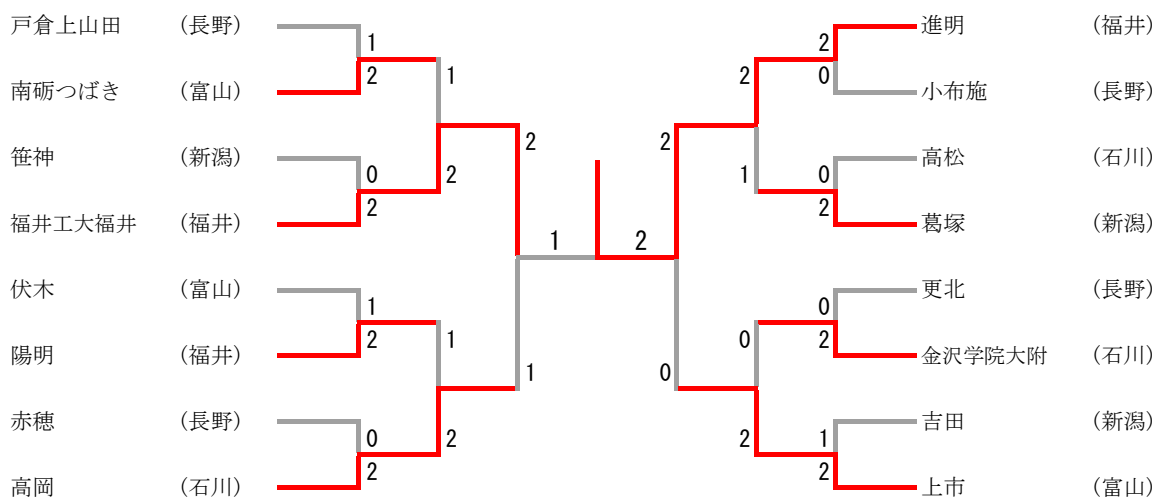 戸倉上山田 (長野)
1
南砺つばき (富山)
2
1
笹神 (新潟)
0
福井工大福井 (福井)
2
2
2
伏木 (富山)
1
陽明 (福井)
2
1
赤穂 (長野)
0
高岡 (石川)
2
2
1
1
2
進明 (福井)
2
小布施 (長野)
0
2
高松 (石川)
0
葛塚 (新潟)
2
1
2
更北 (長野)
0
金沢学院大附 (石川)
2
0
吉田 (新潟)
1
上市 (富山)
2
2
0